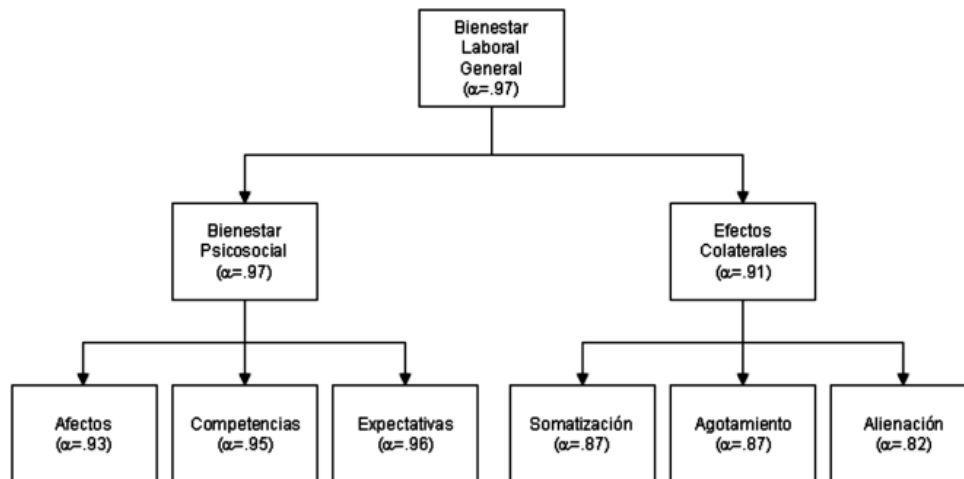 Bienestar
Laboral
General
(α=.97)
Bienestar
Psicosocial
(α=.97)
Efectos
Colaterales
(α=.91)
Afectos
(α=.93)
Competencias
(α=.95)
Expectativas
(α=.96)
Somatización
(α=.87)
Agotamiento
(α=.87)
Alienación
(α=.82)